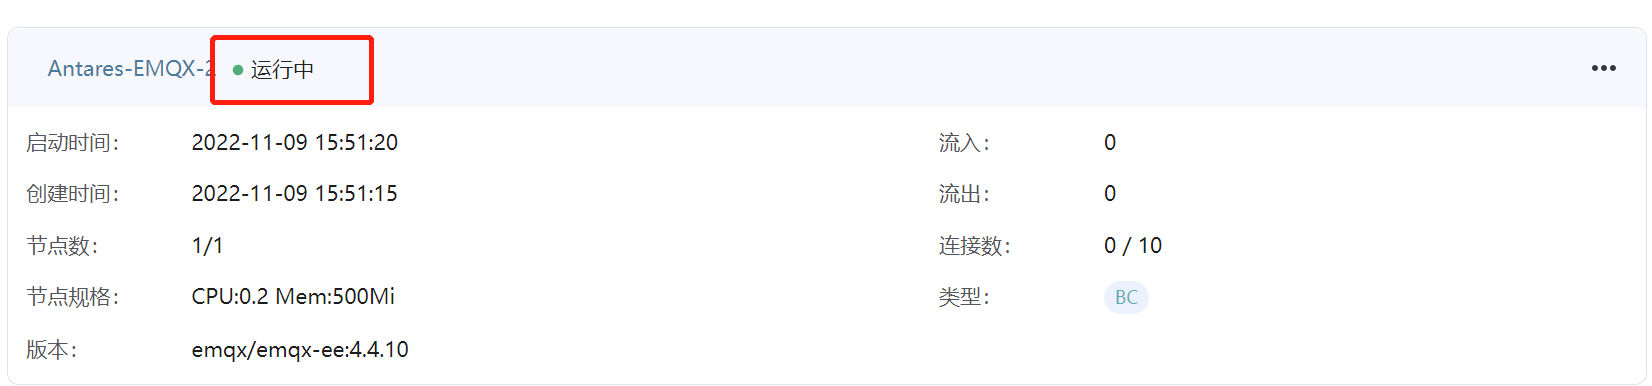 Antares-EMQX-2 运行中
启动时间: 2022-11-09 15:51:20 流入: 0
创建时间: 2022-11-09 15:51:15 流出: 0
节点数: 1/1 连接数: 0 / 10
节点规格: CPU:0.2 Mem:500Mi 类型: BC
版本: emqx/emqx-ee:4.4.10